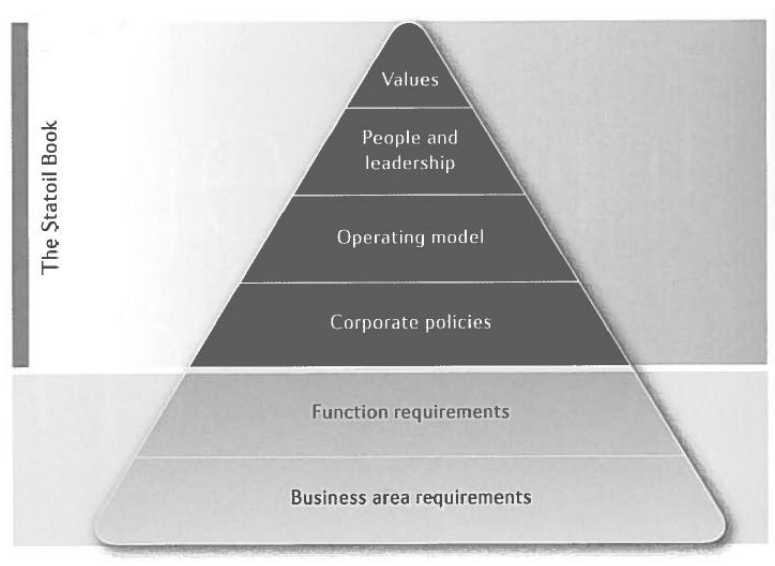 The Statoil Book
Values
People and
leadership
Operating model
Corporate policies
Function requirements
Business area requirements